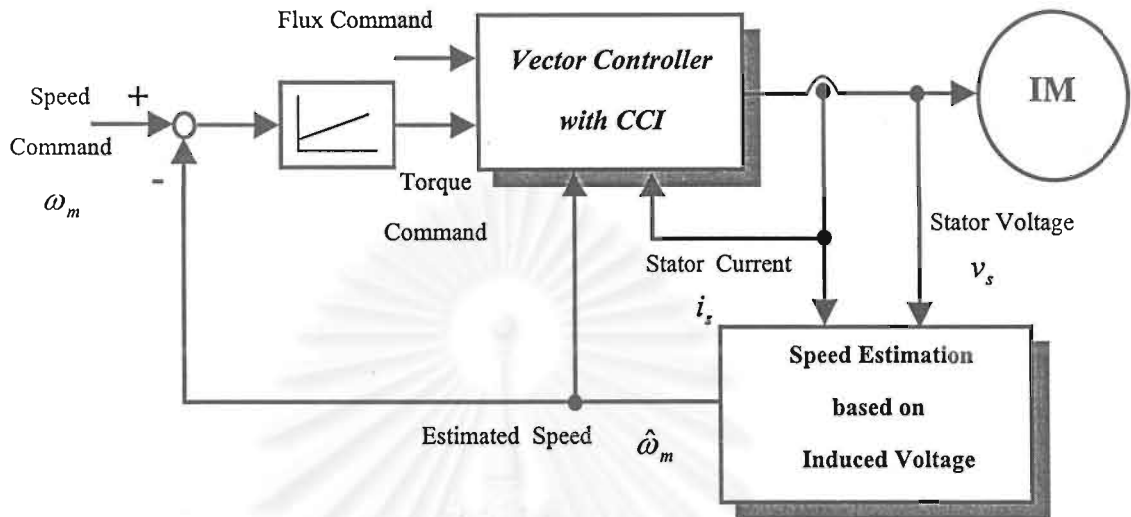 Flux Command
Vector Controller
with CCI
IM
Speed
Command
ω_m
+
-
Torque
Command
Stator Current
i_s
Stator Voltage
v_s
Speed Estimation
based on
Induced Voltage
Estimated Speed
ω̂_m